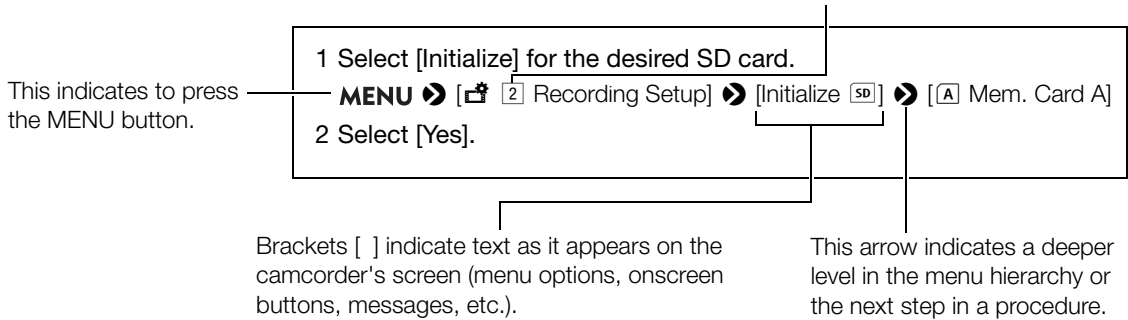 1 Select [Initialize] for the desired SD card.
MENU ❯ [ 2 Recording Setup] ❯ [Initialize SD] ❯ [A Mem. Card A]
2 Select [Yes].
This indicates to press
the MENU button.
Brackets [ ] indicate text as it appears on the
camcorder's screen (menu options, onscreen
buttons, messages, etc.).
This arrow indicates a deeper
level in the menu hierarchy or
the next step in a procedure.